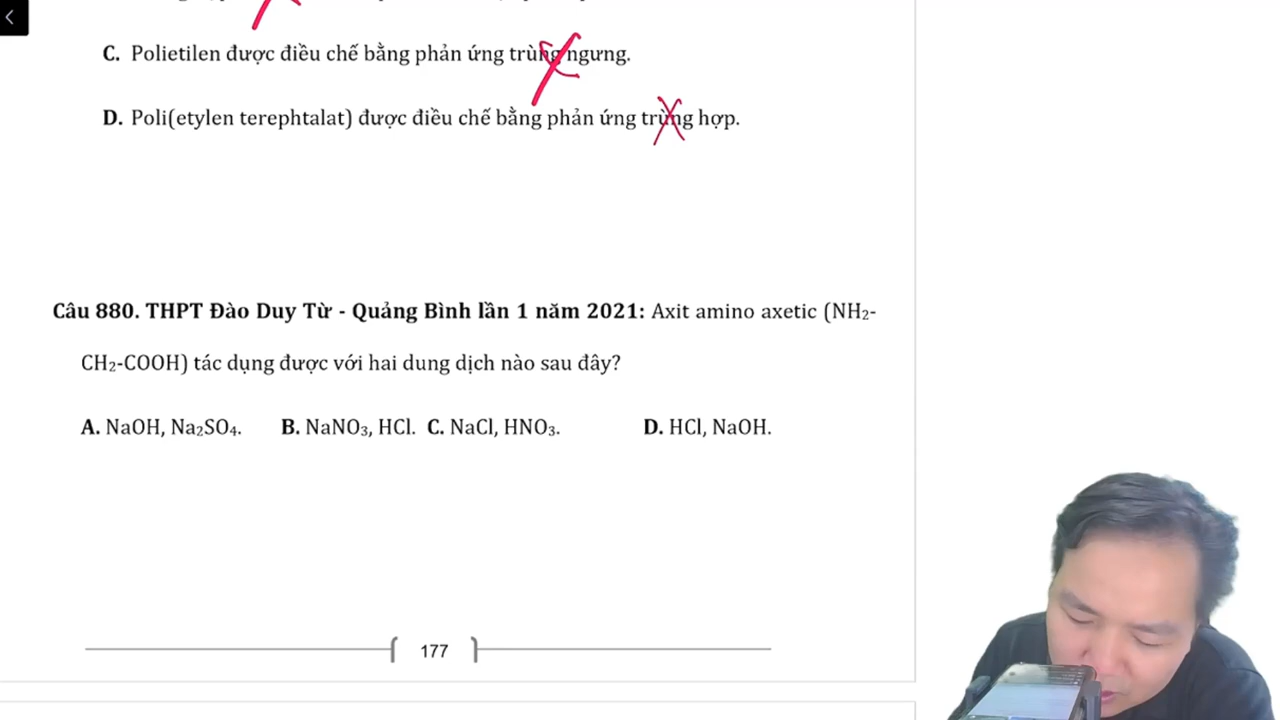 C. Polietilen được điều chế bằng phản ứng trùng ngưng.
D. Poli(etylen terephtalat) được điều chế bằng phản ứng trùng hợp.
Câu 880. THPT Đào Duy Từ - Quảng Bình lần 1 năm 2021: Axit amino axetic (NH₂-
CH₂-COOH) tác dụng được với hai dung dịch nào sau đây?
A. NaOH, Na₂SO₄. B. NaNO₃, HCl. C. NaCl, HNO₃. D. HCl, NaOH.
177